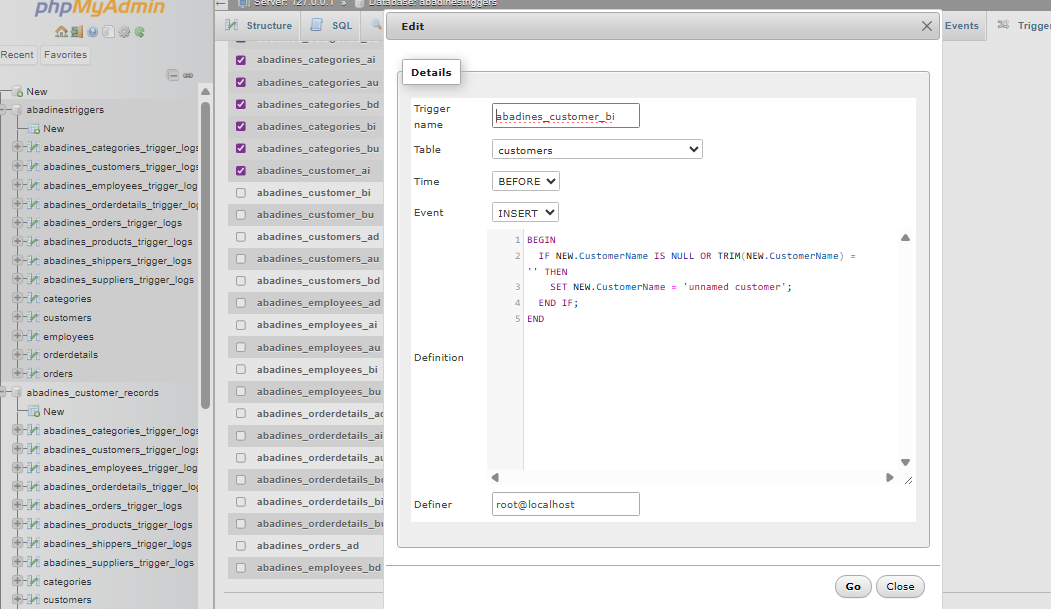 phpMyAdmin
Recent
Favorites
New
abadinestriggers
New
abadines_categories_trigger_logs
abadines_customers_trigger_logs
abadines_employees_trigger_log
abadines_orderdetails_trigger_log
abadines_orders_trigger_logs
abadines_products_trigger_logs
abadines_shippers_trigger_logs
abadines_suppliers_trigger_logs
categories
customers
employees
orderdetails
orders
abadines_customer_records
New
abadines_categories_trigger_logs
abadines_customers_trigger_logs
abadines_employees_trigger_log
abadines_orderdetails_trigger_log
abadines_orders_trigger_logs
abadines_products_trigger_logs
abadines_shippers_trigger_logs
abadines_suppliers_trigger_logs
categories
customers
Server: 127.0.0.1 » Database: abadinestriggers
Structure
SQL
Events
Trigger
abadines_categories_ai
abadines_categories_au
abadines_categories_bd
abadines_categories_bi
abadines_categories_bu
abadines_customer_ai
abadines_customer_bi
abadines_customer_bu
abadines_customers_ad
abadines_customers_au
abadines_customers_bd
abadines_employees_ad
abadines_employees_ai
abadines_employees_au
abadines_employees_bi
abadines_employees_bu
abadines_orderdetails_ad
abadines_orderdetails_ai
abadines_orderdetails_au
abadines_orderdetails_b
abadines_orderdetails_bi
abadines_orderdetails_bu
abadines_orders_ad
abadines_employees_bd
Edit
Details
Trigger name
abadines_customer_bi
Table
customers
Time
BEFORE
Event
INSERT
Definition
1 BEGIN
2 IF NEW.CustomerName IS NULL OR TRIM(NEW.CustomerName) =
'' THEN
3 SET NEW.CustomerName = 'unnamed customer';
4 END IF;
5 END
Definer
root@localhost
Go
Close